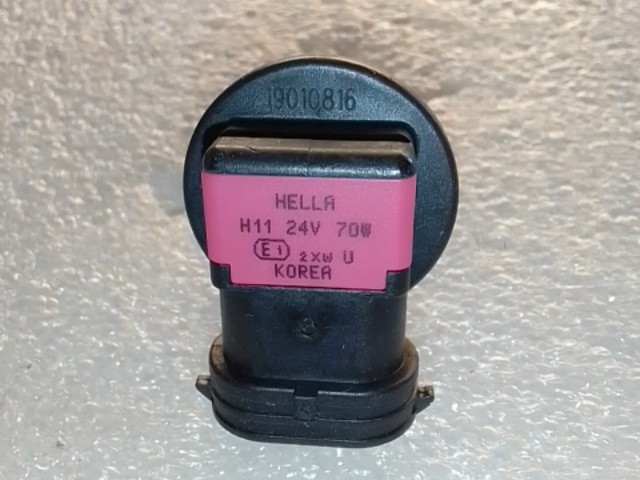 19010816
HELLA
H11 24V 70W
E1 2XW U
KOREA